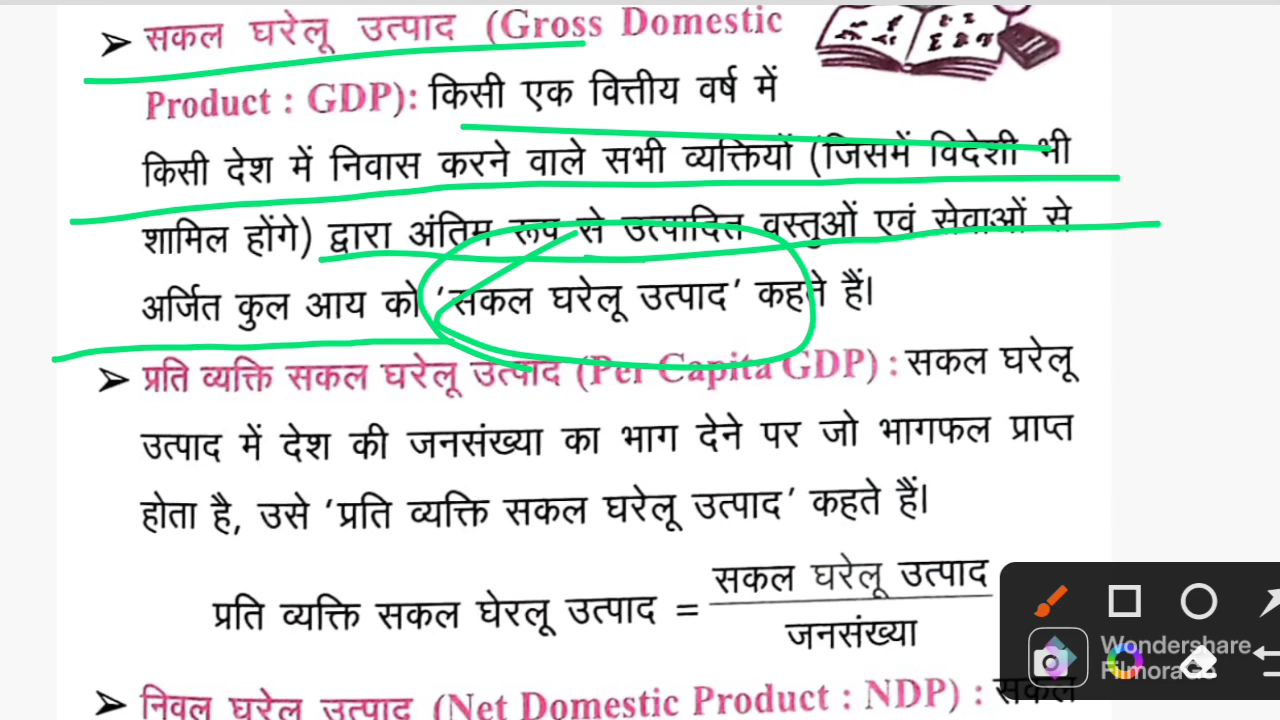 सकल घरेलू उत्पाद (Gross Domestic
Product : GDP): किसी एक वित्तीय वर्ष में
किसी देश में निवास करने वाले सभी व्यक्तियों (जिसमें विदेशी भी
शामिल होंगे) द्वारा अंतिम रूप से उत्पादित वस्तुओं एवं सेवाओं से
अर्जित कुल आय को ‘सकल घरेलू उत्पाद’ कहते हैं।
प्रति व्यक्ति सकल घरेलू उत्पाद (Per Capita GDP) : सकल घरेलू
उत्पाद में देश की जनसंख्या का भाग देने पर जो भागफल प्राप्त
होता है, उसे ‘प्रति व्यक्ति सकल घरेलू उत्पाद’ कहते हैं।
सकल घरेलू उत्पाद
प्रति व्यक्ति सकल घेरलू उत्पाद =
जनसंख्या
Wondershare
निवल घरेलू उत्पाद (Net Domestic Product : NDP) : सकल